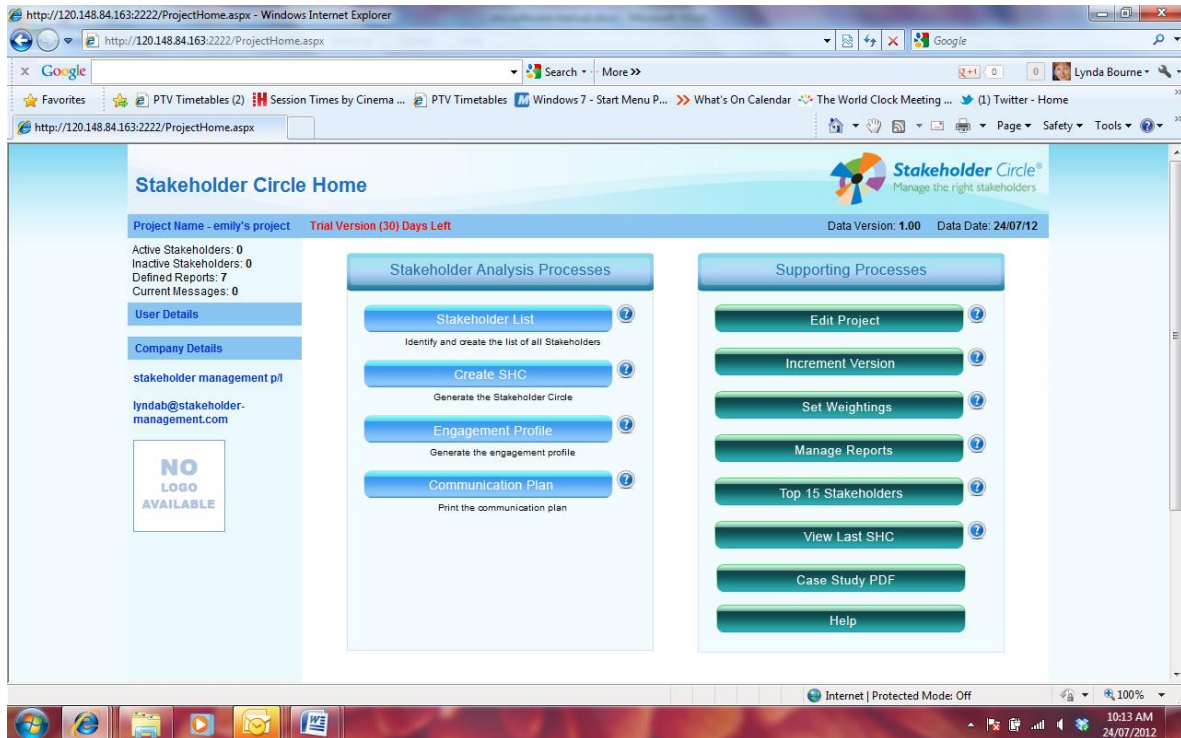 http://120.148.84.163:2222/ProjectHome.aspx - Windows Internet Explorer
http://120.148.84.163:2222/ProjectHome.aspx
Google
x Google
Search
More >>
0
0
Lynda Bourne
Favorites
PTV Timetables (2)
Session Times by Cinema ...
PTV Timetables
Windows 7 - Start Menu P...
What's On Calendar
The World Clock Meeting ...
(1) Twitter - Home
http://120.148.84.163:2222/ProjectHome.aspx
Page
Safety
Tools
Stakeholder Circle Home
Stakeholder Circle®
Manage the right stakeholders
Project Name - emily's project
Trial Version (30) Days Left
Data Version: 1.00
Data Date: 24/07/12
Active Stakeholders: 0
Inactive Stakeholders: 0
Defined Reports: 7
Current Messages: 0
User Details
Company Details
stakeholder management p/l
lyndab@stakeholder-
management.com
NO
LOGO
AVAILABLE
Stakeholder Analysis Processes
Stakeholder List
Identify and create the list of all Stakeholders
Create SHC
Generate the Stakeholder Circle
Engagement Profile
Generate the engagement profile
Communication Plan
Print the communication plan
Supporting Processes
Edit Project
Increment Version
Set Weightings
Manage Reports
Top 15 Stakeholders
View Last SHC
Case Study PDF
Help
Internet | Protected Mode: Off
100%
10:13 AM
24/07/2012